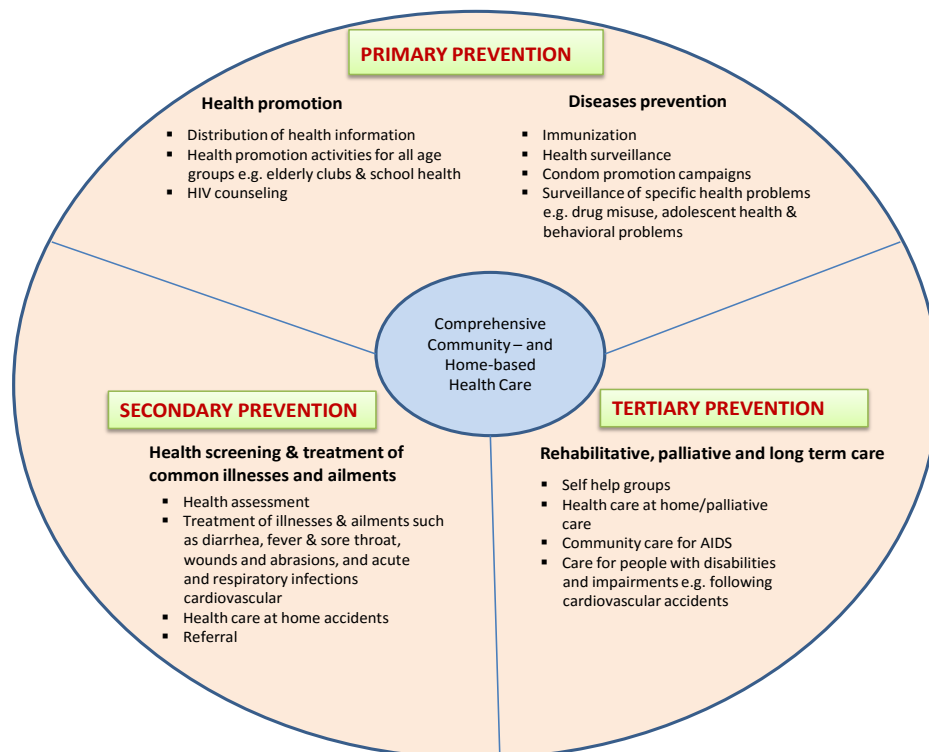 PRIMARY PREVENTION
Health promotion
▪ Distribution of health information
▪ Health promotion activities for all age
groups e.g. elderly clubs & school health
▪ HIV counseling
Diseases prevention
▪ Immunization
▪ Health surveillance
▪ Condom promotion campaigns
▪ Surveillance of specific health problems
e.g. drug misuse, adolescent health &
behavioral problems
Comprehensive
Community – and
Home-based
Health Care
SECONDARY PREVENTION
Health screening & treatment of
common illnesses and ailments
▪ Health assessment
▪ Treatment of illnesses & ailments such
as diarrhea, fever & sore throat,
wounds and abrasions, and acute
and respiratory infections
cardiovascular
▪ Health care at home accidents
▪ Referral
TERTIARY PREVENTION
Rehabilitative, palliative and long term care
▪ Self help groups
▪ Health care at home/palliative
care
▪ Community care for AIDS
▪ Care for people with disabilities
and impairments e.g. following
cardiovascular accidents